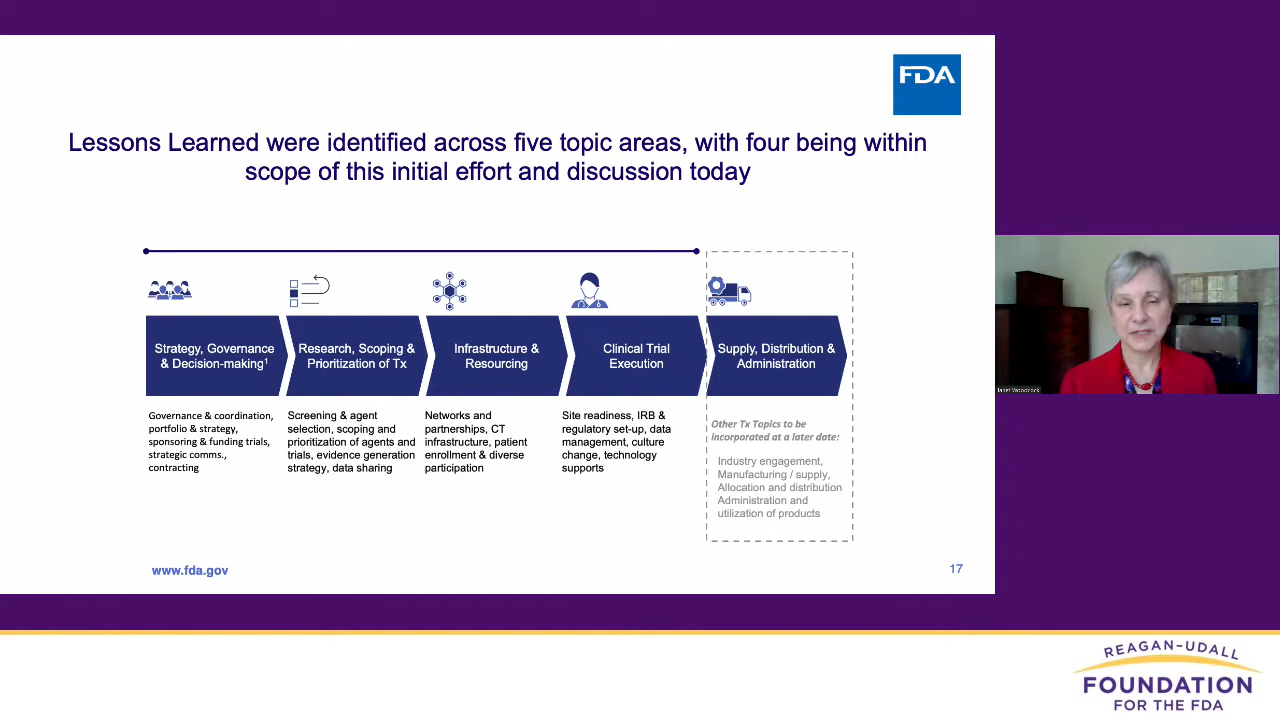 FDA
Lessons Learned were identified across five topic areas, with four being within
scope of this initial effort and discussion today
Strategy, Governance
& Decision-making¹
Research, Scoping &
Prioritization of Tx
Infrastructure &
Resourcing
Clinical Trial
Execution
Supply, Distribution &
Administration
Governance & coordination,
portfolio & strategy,
sponsoring & funding trials,
strategic comms.,
contracting
Screening & agent
selection, scoping and
prioritization of agents and
trials, evidence generation
strategy, data sharing
Networks and
partnerships, CT
infrastructure, patient
enrollment & diverse
participation
Site readiness, IRB &
regulatory set-up, data
management, culture
change, technology
supports
Other Tx Topics to be
incorporated at a later date:
Industry engagement,
Manufacturing / supply,
Allocation and distribution
Administration and
utilization of products
www.fda.gov
17
Janet Woodcock
REAGAN-UDALL
FOUNDATION
FOR THE FDA